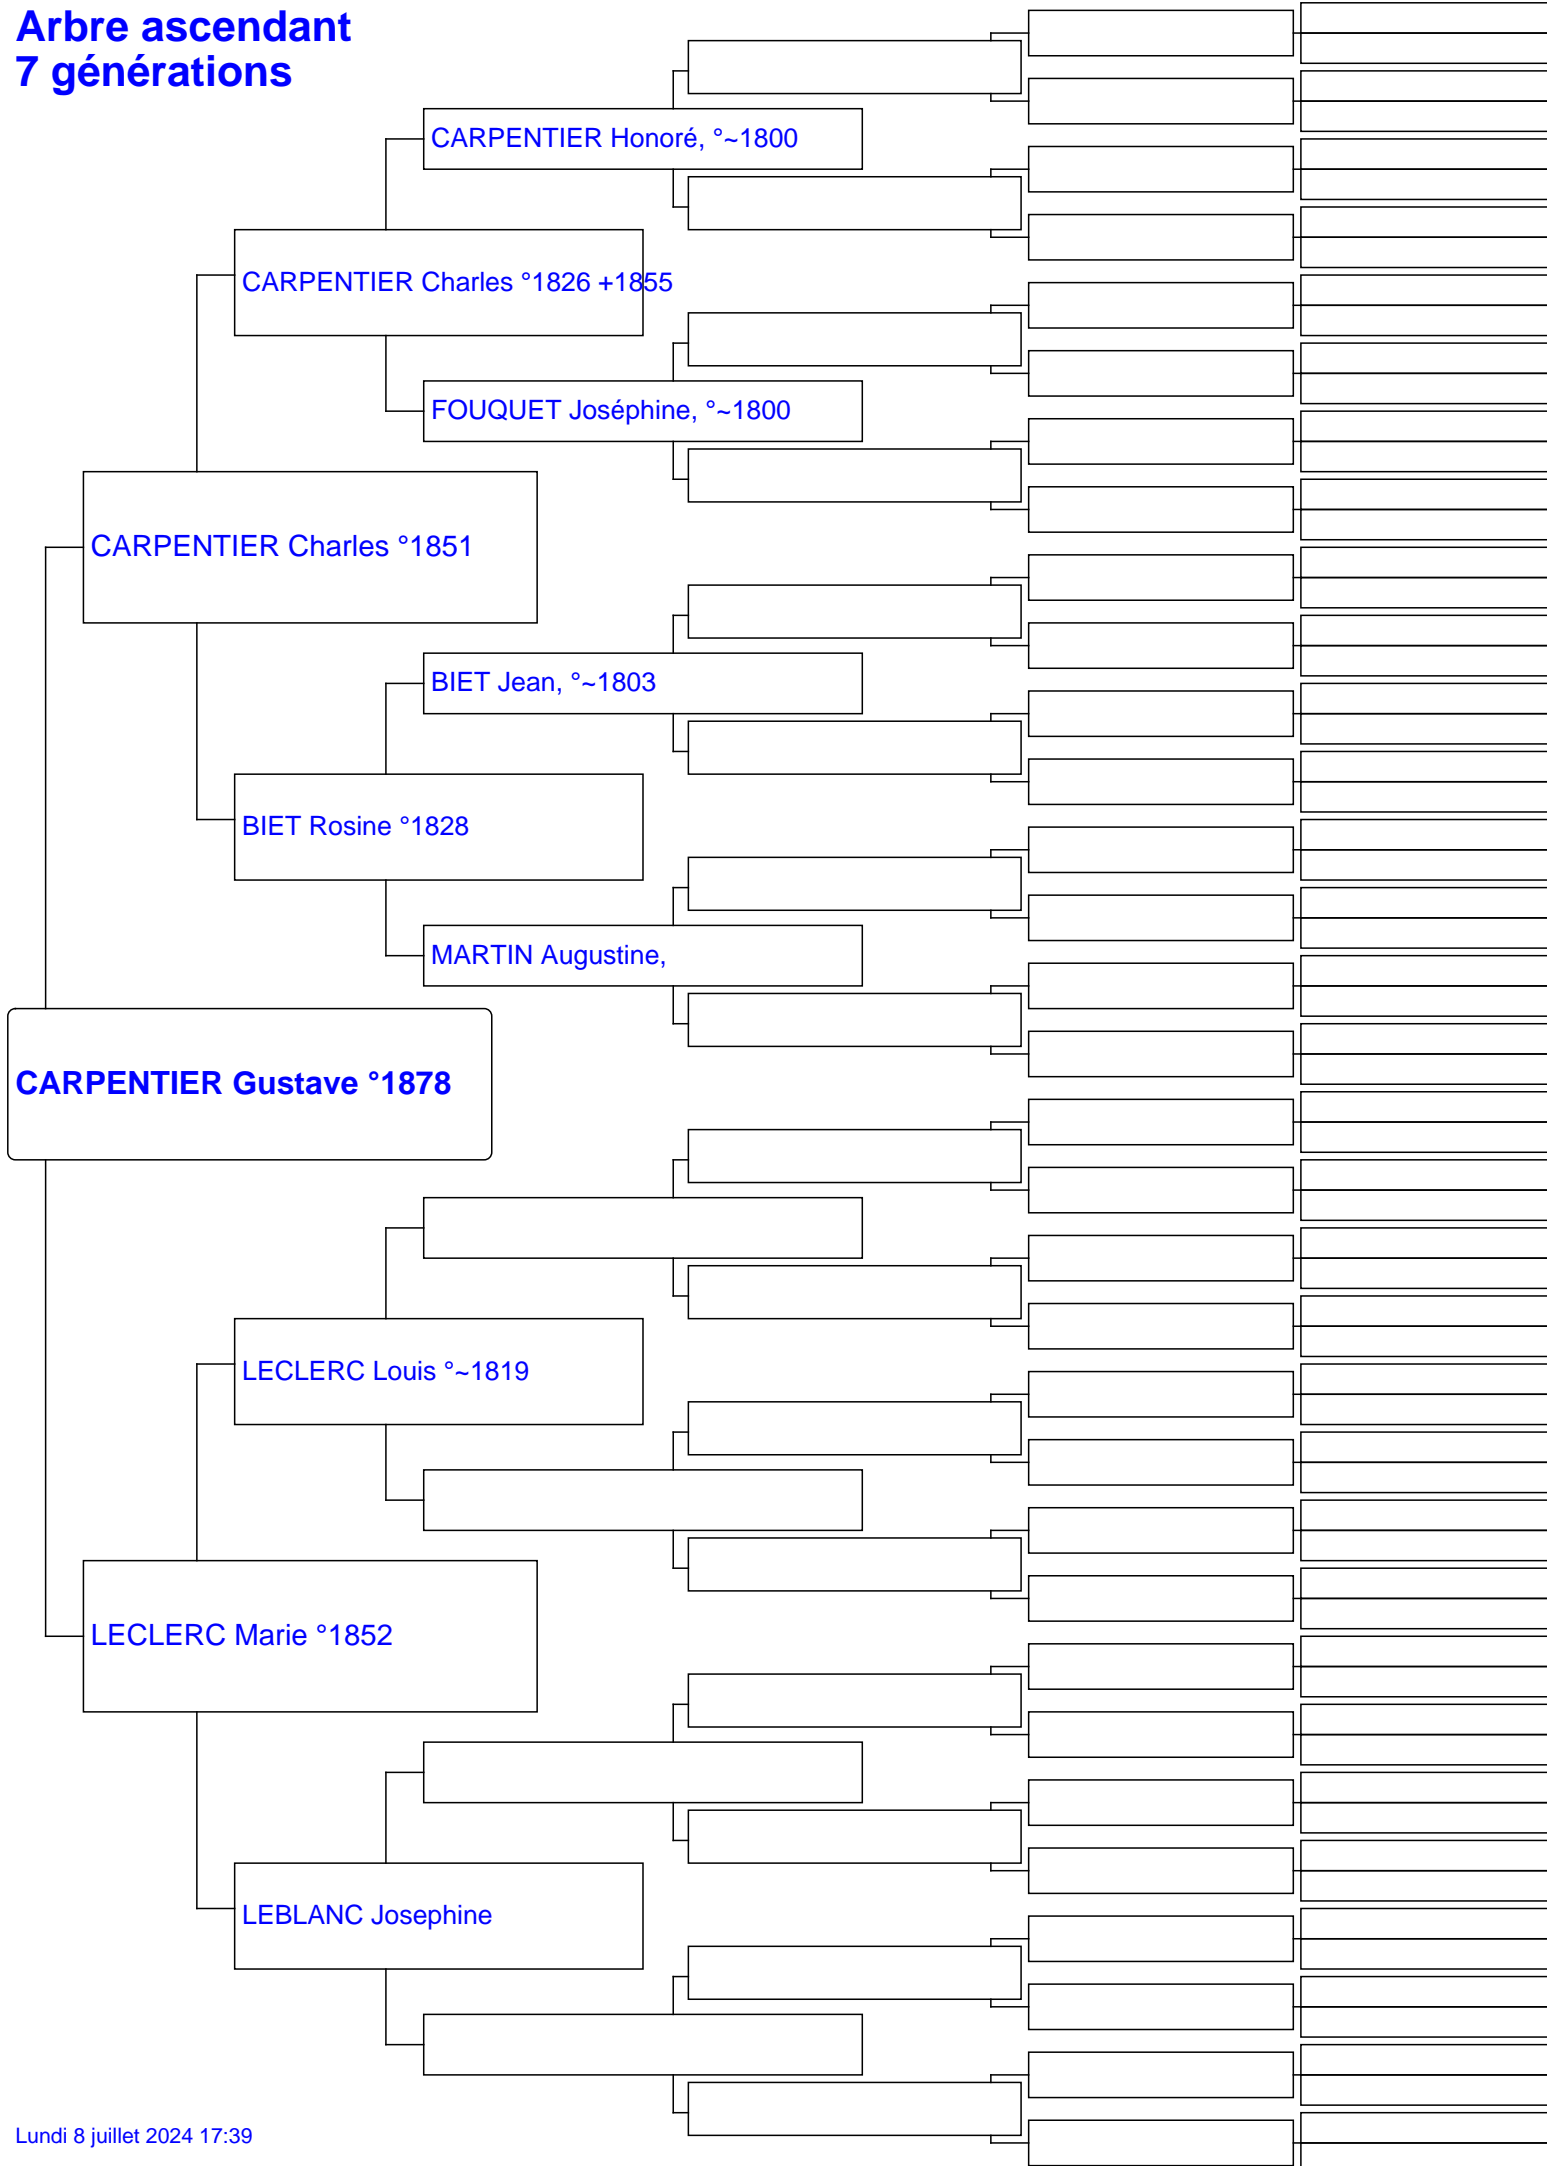 Arbre ascendant
7 générations
CARPENTIER Honoré, °~1800
CARPENTIER Charles °1826 +1855
FOUQUET Joséphine, °~1800
CARPENTIER Charles °1851
BIET Jean, °~1803
BIET Rosine °1828
MARTIN Augustine,
CARPENTIER Gustave °1878
LECLERC Louis °~1819
LECLERC Marie °1852
LEBLANC Josephine
Lundi 8 juillet 2024 17:39